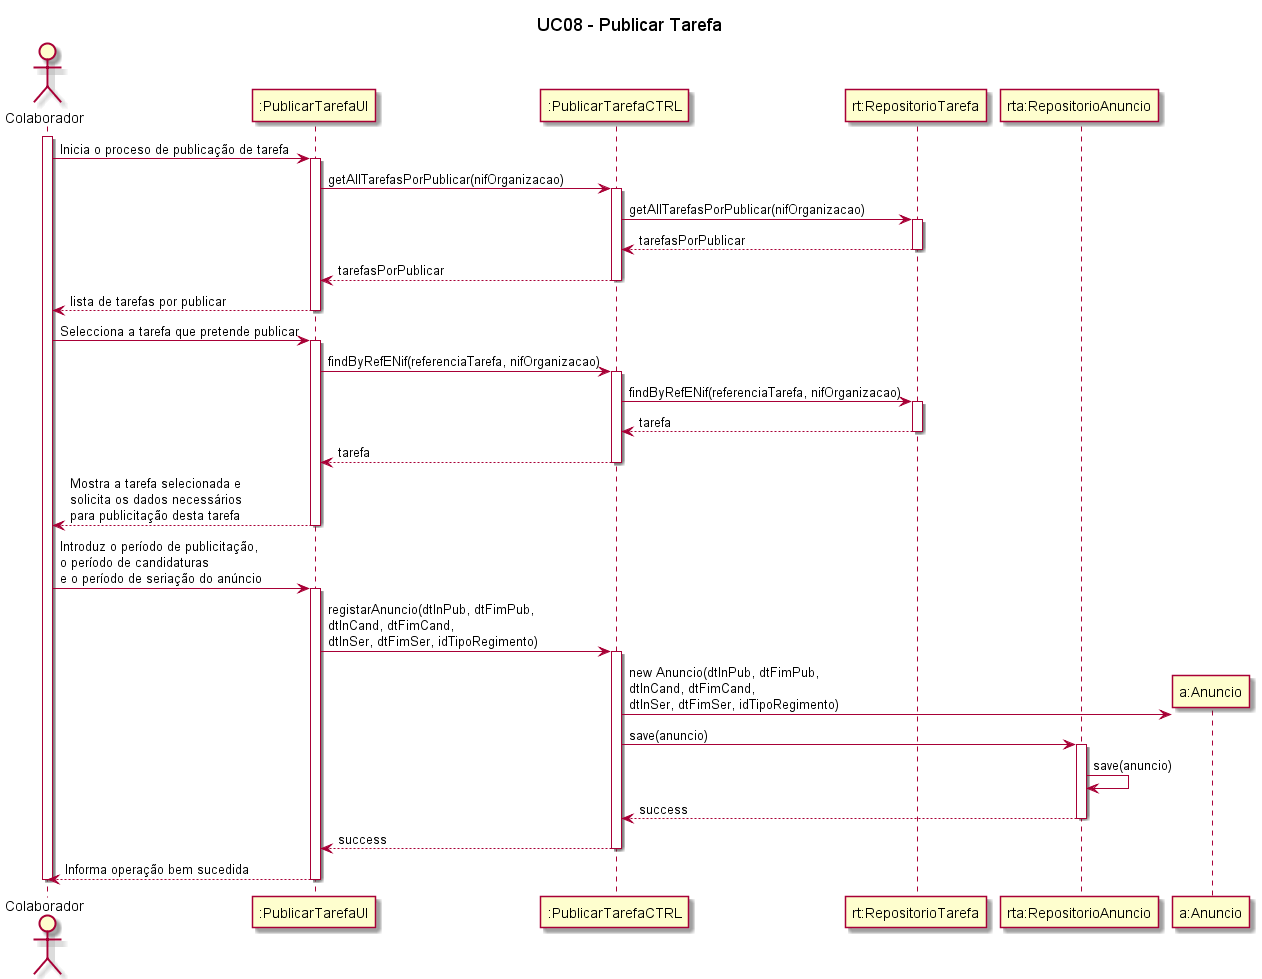 UC08 - Publicar Tarefa
Colaborador
:PublicarTarefaUI
:PublicarTarefaCTRL
rt:RepositorioTarefa
rta:RepositorioAnuncio
Inicia o processo de publicação de tarefa
getAllTarefasPorPublicar(nifOrganizacao)
getAllTarefasPorPublicar(nifOrganizacao)
tarefasPorPublicar
tarefasPorPublicar
lista de tarefas por publicar
Selecciona a tarefa que pretende publicar
findByRefENif(referenciaTarefa, nifOrganizacao)
findByRefENif(referenciaTarefa, nifOrganizacao)
tarefa
tarefa
Mostra a tarefa selecionada e
solicita os dados necessários
para publicitação desta tarefa
Introduz o período de publicitação,
o período de candidaturas
e o período de seriação do anúncio
registarAnuncio(dtInPub, dtFimPub,
dtInCand, dtFimCand,
dtInSer, dtFimSer, idTipoRegimento)
new Anuncio(dtInPub, dtFimPub,
dtInCand, dtFimCand,
dtInSer, dtFimSer, idTipoRegimento)
a:Anuncio
save(anuncio)
save(anuncio)
success
success
Informa operação bem sucedida
Colaborador
:PublicarTarefaUI
:PublicarTarefaCTRL
rt:RepositorioTarefa
rta:RepositorioAnuncio
a:Anuncio